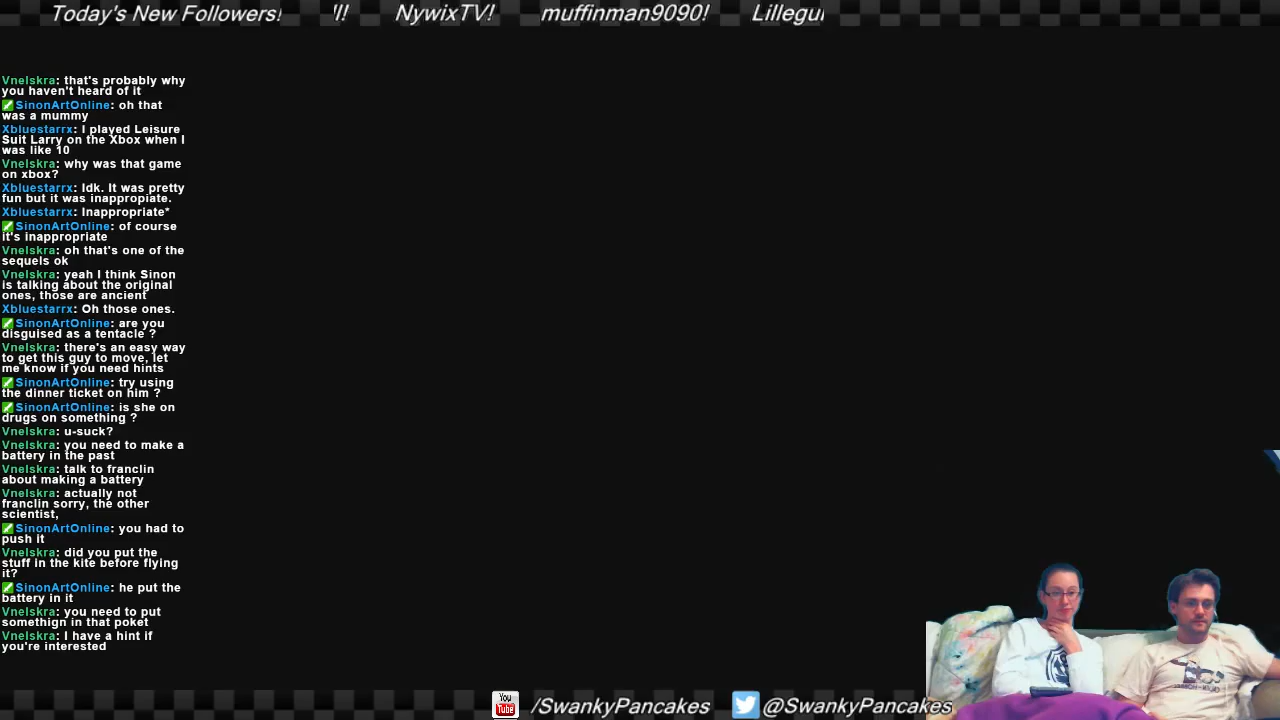 Today's New Followers! '!! NywixTV! muffinman9090!
Vnelskra: that's probably why
you haven't heard of it
SinonArtOnline: oh that
was a mummy
Xbluestarrx: I played Leisure
Suit Larry on the Xbox when I
was like 10
Vnelskra: why was that game
on xbox?
Xbluestarrx: Idk. It was pretty
fun but it was inappropiate.
Xbluestarrx: Inappropriate*
SinonArtOnline: of course
it's inappropriate
Vnelskra: oh that's one of the
sequels ok
Vnelskra: yeah I think Sinon
is talking about the original
ones, those are ancient
Xbluestarrx: Oh those ones.
SinonArtOnline: are you
disguised as a tentacle ?
Vnelskra: there's an easy way
to get this guy to move, let
me know if you need hints
SinonArtOnline: try using
the dinner ticket on him ?
SinonArtOnline: is she on
drugs on something ?
Vnelskra: u-suck?
Vnelskra: you need to make a
battery in the past
Vnelskra: talk to franclin
about making a battery
Vnelskra: actually not
franclin sorry, the other
scientist,
SinonArtOnline: you had to
push it
Vnelskra: did you put the
stuff in the kite before flying
it?
SinonArtOnline: he put the
battery in it
Vnelskra: you need to put
somethign in that poket
Vnelskra: I have a hint if
you're interested
You Tube /SwankyPancakes @SwankyPancakes